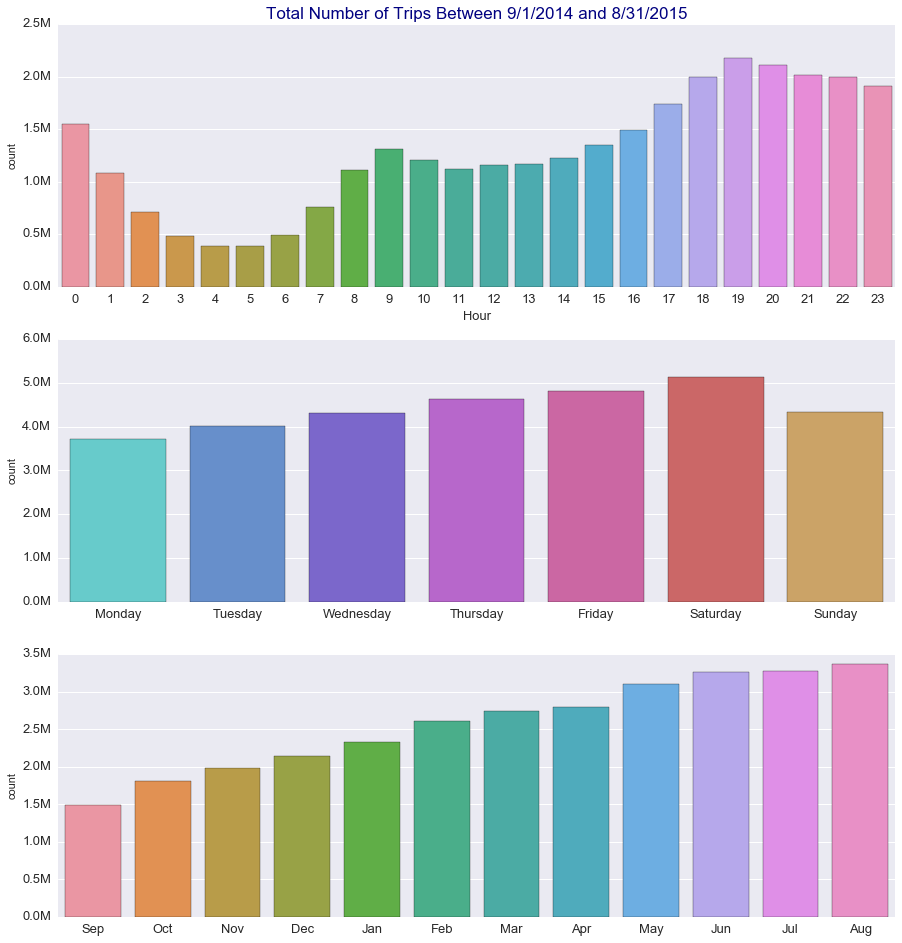 Total Number of Trips Between 9/1/2014 and 8/31/2015
2.5M
2.0M
1.5M
1.0M
0.5M
0.0M
count
0 1 2 3 4 5 6 7 8 9 10 11 12 13 14 15 16 17 18 19 20 21 22 23
Hour
6.0M
5.0M
4.0M
3.0M
2.0M
1.0M
0.0M
count
Monday Tuesday Wednesday Thursday Friday Saturday Sunday
3.5M
3.0M
2.5M
2.0M
1.5M
1.0M
0.5M
0.0M
count
Sep Oct Nov Dec Jan Feb Mar Apr May Jun Jul Aug